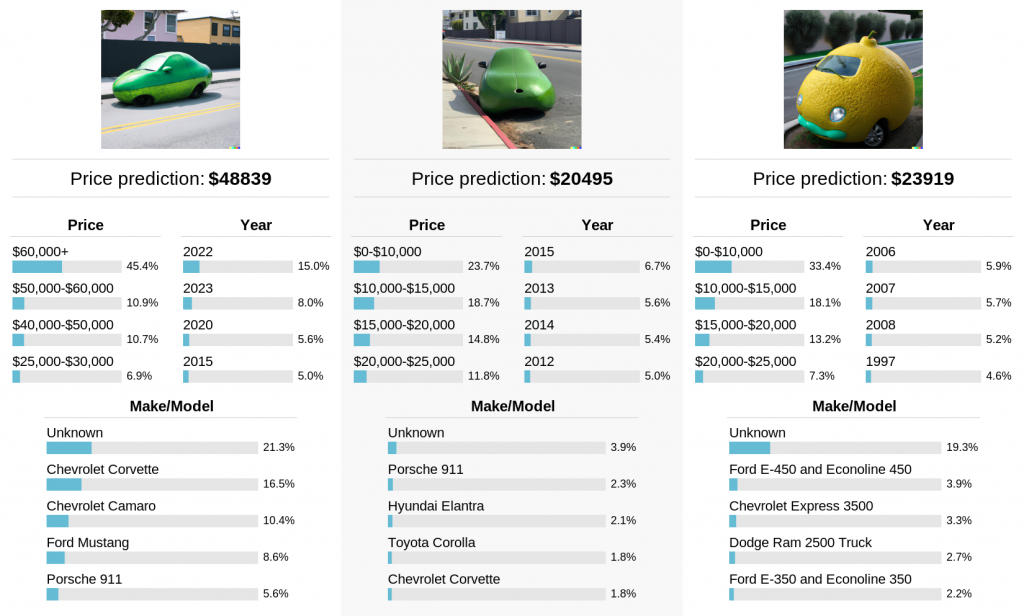 Price prediction: $48839
Price
Year
$60,000+
45.4%
2022
15.0%
$50,000-$60,000
10.9%
2023
8.0%
$40,000-$50,000
10.7%
2020
5.6%
$25,000-$30,000
6.9%
2015
5.0%
Make/Model
Unknown
21.3%
Chevrolet Corvette
16.5%
Chevrolet Camaro
10.4%
Ford Mustang
8.6%
Porsche 911
5.6%
Price prediction: $20495
Price
Year
$0-$10,000
23.7%
2015
6.7%
$10,000-$15,000
18.7%
2013
5.6%
$15,000-$20,000
14.8%
2014
5.4%
$20,000-$25,000
11.8%
2012
5.0%
Make/Model
Unknown
3.9%
Porsche 911
2.3%
Hyundai Elantra
2.1%
Toyota Corolla
1.8%
Chevrolet Corvette
1.8%
Price prediction: $23919
Price
Year
$0-$10,000
33.4%
2006
5.9%
$10,000-$15,000
18.1%
2007
5.7%
$15,000-$20,000
13.2%
2008
5.2%
$20,000-$25,000
7.3%
1997
4.6%
Make/Model
Unknown
19.3%
Ford E-450 and Econoline 450
3.9%
Chevrolet Express 3500
3.3%
Dodge Ram 2500 Truck
2.7%
Ford E-350 and Econoline 350
2.2%